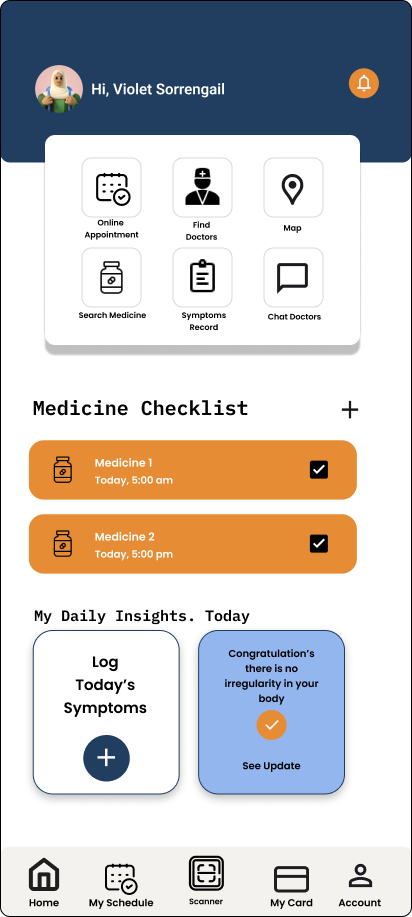 Hi, Violet Sorrengail
Online
Appointment
Find
Doctors
Map
Search Medicine
Symptoms
Record
Chat Doctors
Medicine Checklist
Medicine 1
Today, 5:00 am
Medicine 2
Today, 5:00 pm
My Daily Insights. Today
Log
Today's
Symptoms
Congratulation's
there is no
irregularity in your
body
See Update
Home
My Schedule
Scanner
My Card
Account